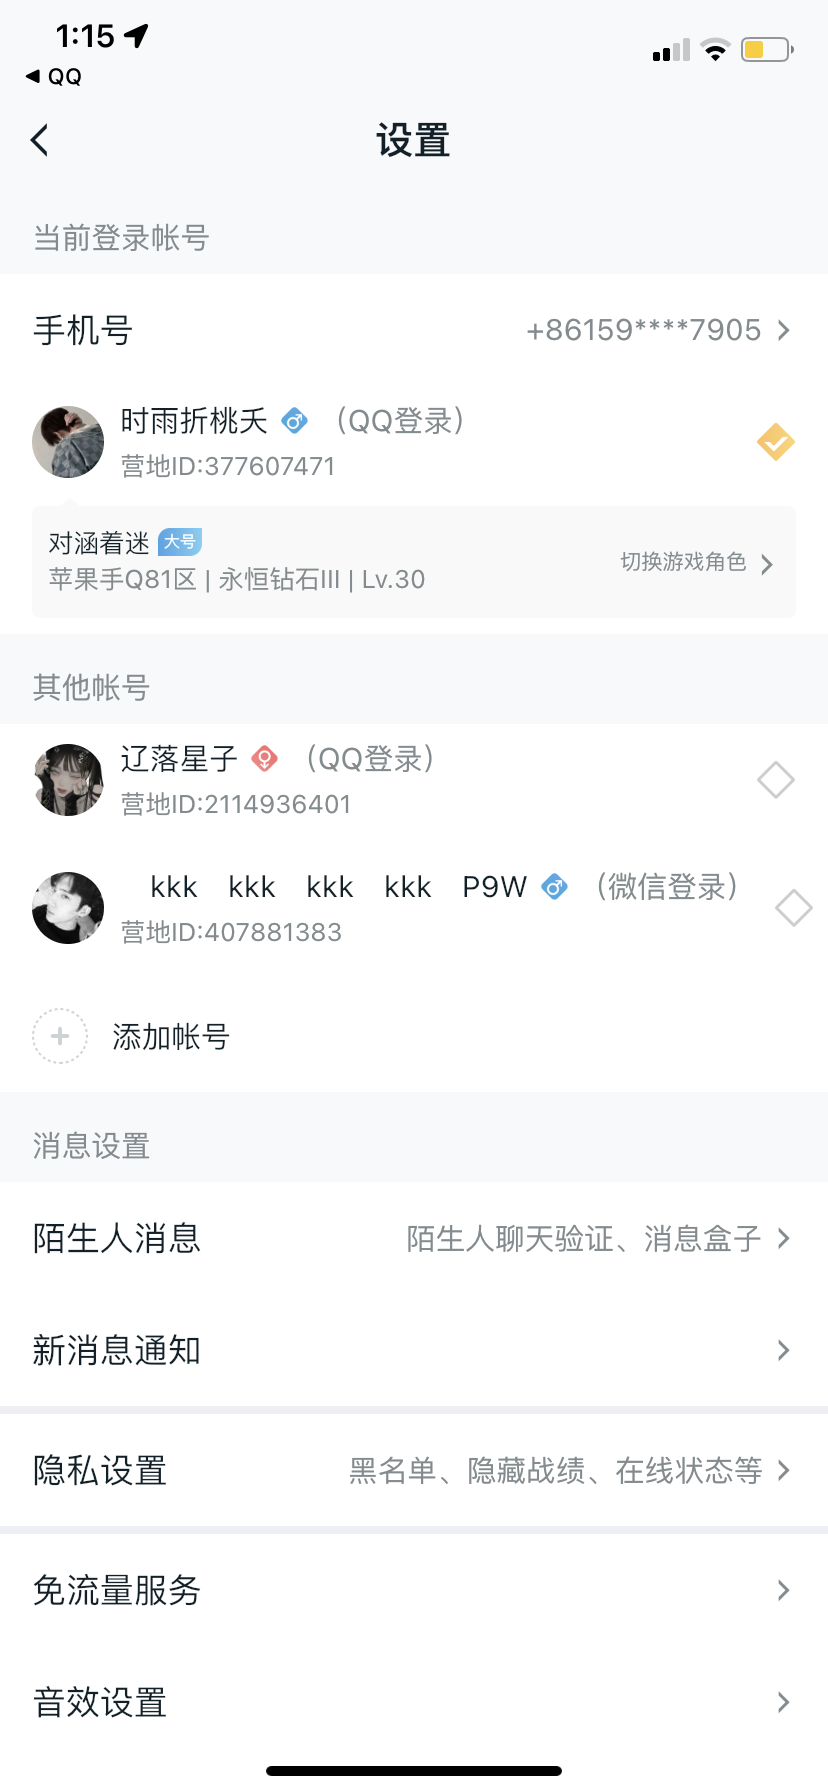 1:15
QQ
设置
当前登录帐号
手机号 +86159****7905
时雨折桃夭 （QQ登录）
营地ID:377607471
对涵着迷 大号
苹果手Q81区 | 永恒钻石III | Lv.30
切换游戏角色
其他帐号
辽落星子 （QQ登录）
营地ID:2114936401
kkk kkk kkk kkk P9W （微信登录）
营地ID:407881383
添加帐号
消息设置
陌生人消息 陌生人聊天验证、消息盒子
新消息通知
隐私设置 黑名单、隐藏战绩、在线状态等
免流量服务
音效设置